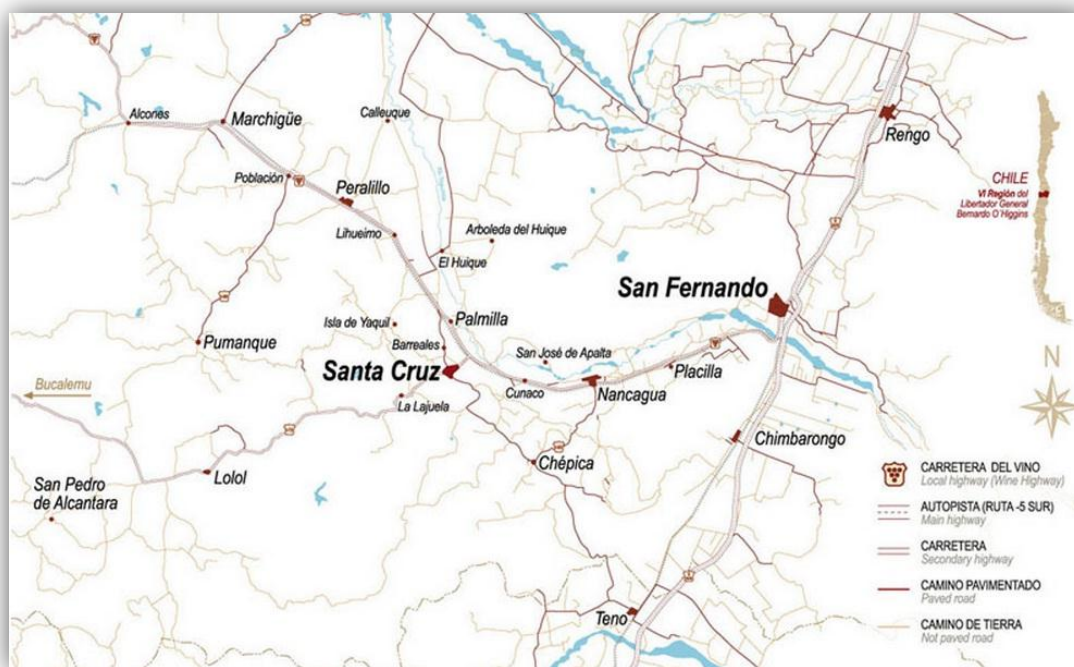 Alcones
Marchigüe
Calleuque
Rengo
Población
Peralillo
CHILE
VI Región del
Libertador General
Bernardo O'Higgins
Lihueimo
Arboleda del Huique
El Huique
San Fernando
Isla de Yaquil
Palmilla
Pumanque
Barreales
San José de Apalta
Santa Cruz
Placilla
N
Bucalemu
Cunaco
Nancagua
La Lajuela
Chimbarongo
Lolol
Chépica
San Pedro
de Alcantara
CARRETERA DEL VINO
Local highway (Wine Highway)
AUTOPISTA (RUTA -5 SUR)
Main highway
CARRETERA
Secondary highway
CAMINO PAVIMENTADO
Paved road
Teno
CAMINO DE TIERRA
Not paved road